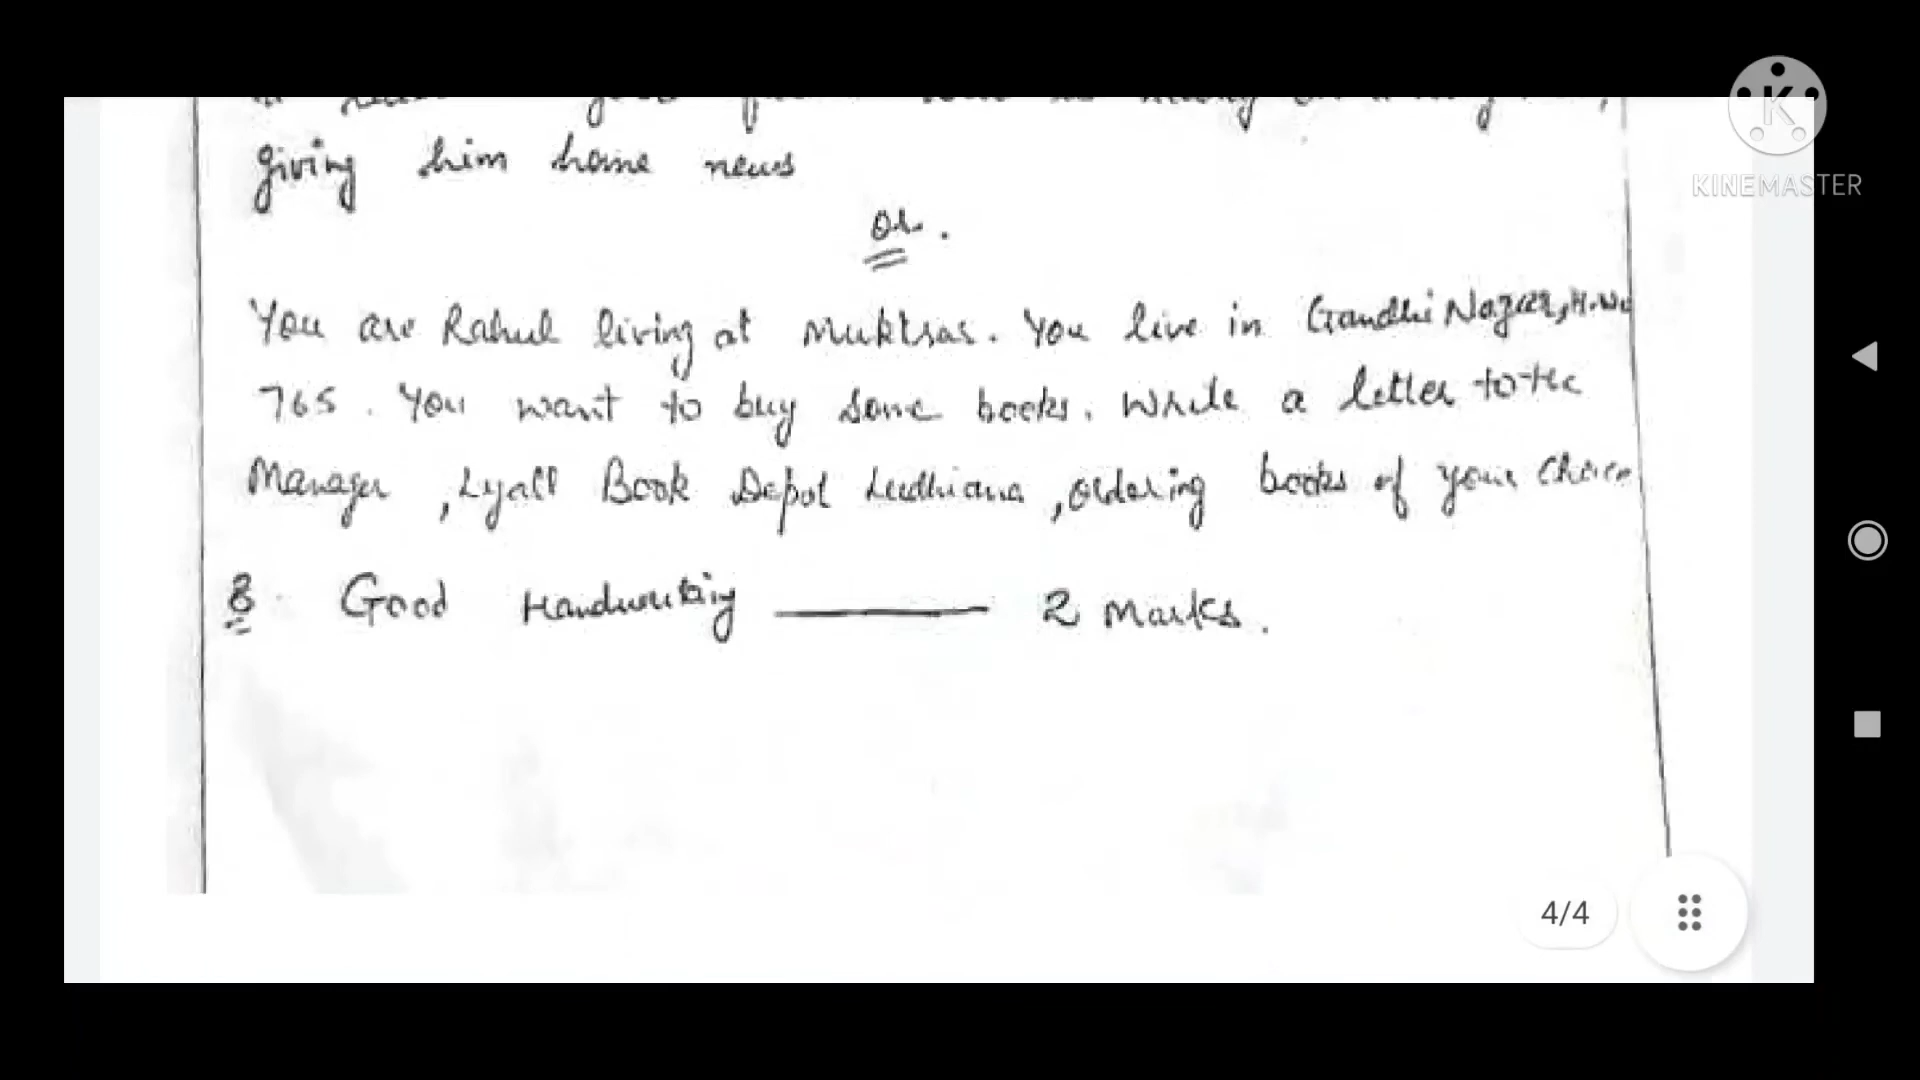 giving him home news
or.
You are Rahul living at Muktsar. You live in Gandhi Nagar, H.No
765. You want to buy some books. Write a letter to the
Manager, Lyall Book Depot Ludhiana, ordering books of your choice
8. Good Handwriting — 2 Marks.
KINEMASTER
4/4